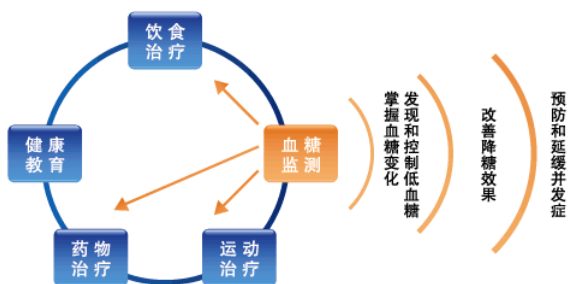 饮食
治疗
健康
教育
血糖
监测
药物
治疗
运动
治疗
发现和控制低血糖
掌握血糖变化
改善降糖效果
预防和延缓并发症